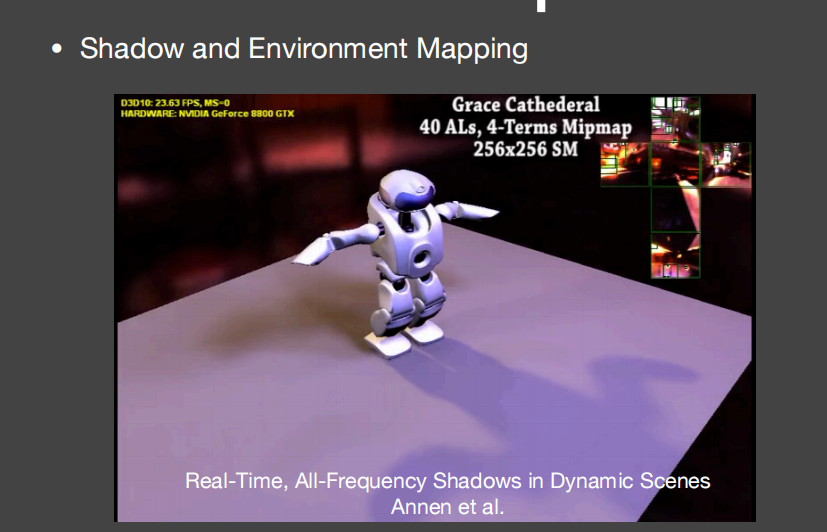 • Shadow and Environment Mapping
D3D10: 23.63 FPS, MS=0
HARDWARE: NVIDIA GeForce 8800 GTX
Grace Cathederal
40 ALs, 4-Terms Mipmap
256x256 SM
Real-Time, All-Frequency Shadows in Dynamic Scenes
Annen et al.